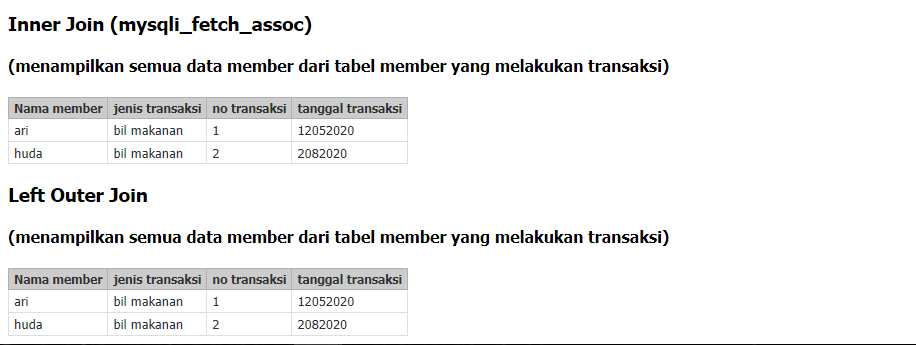 Inner Join (mysqli_fetch_assoc)
(menampilkan semua data member dari tabel member yang melakukan transaksi)
Nama member jenis transaksi no transaksi tanggal transaksi
ari bil makanan 1 12052020
huda bil makanan 2 2082020
Left Outer Join
(menampilkan semua data member dari tabel member yang melakukan transaksi)
Nama member jenis transaksi no transaksi tanggal transaksi
ari bil makanan 1 12052020
huda bil makanan 2 2082020